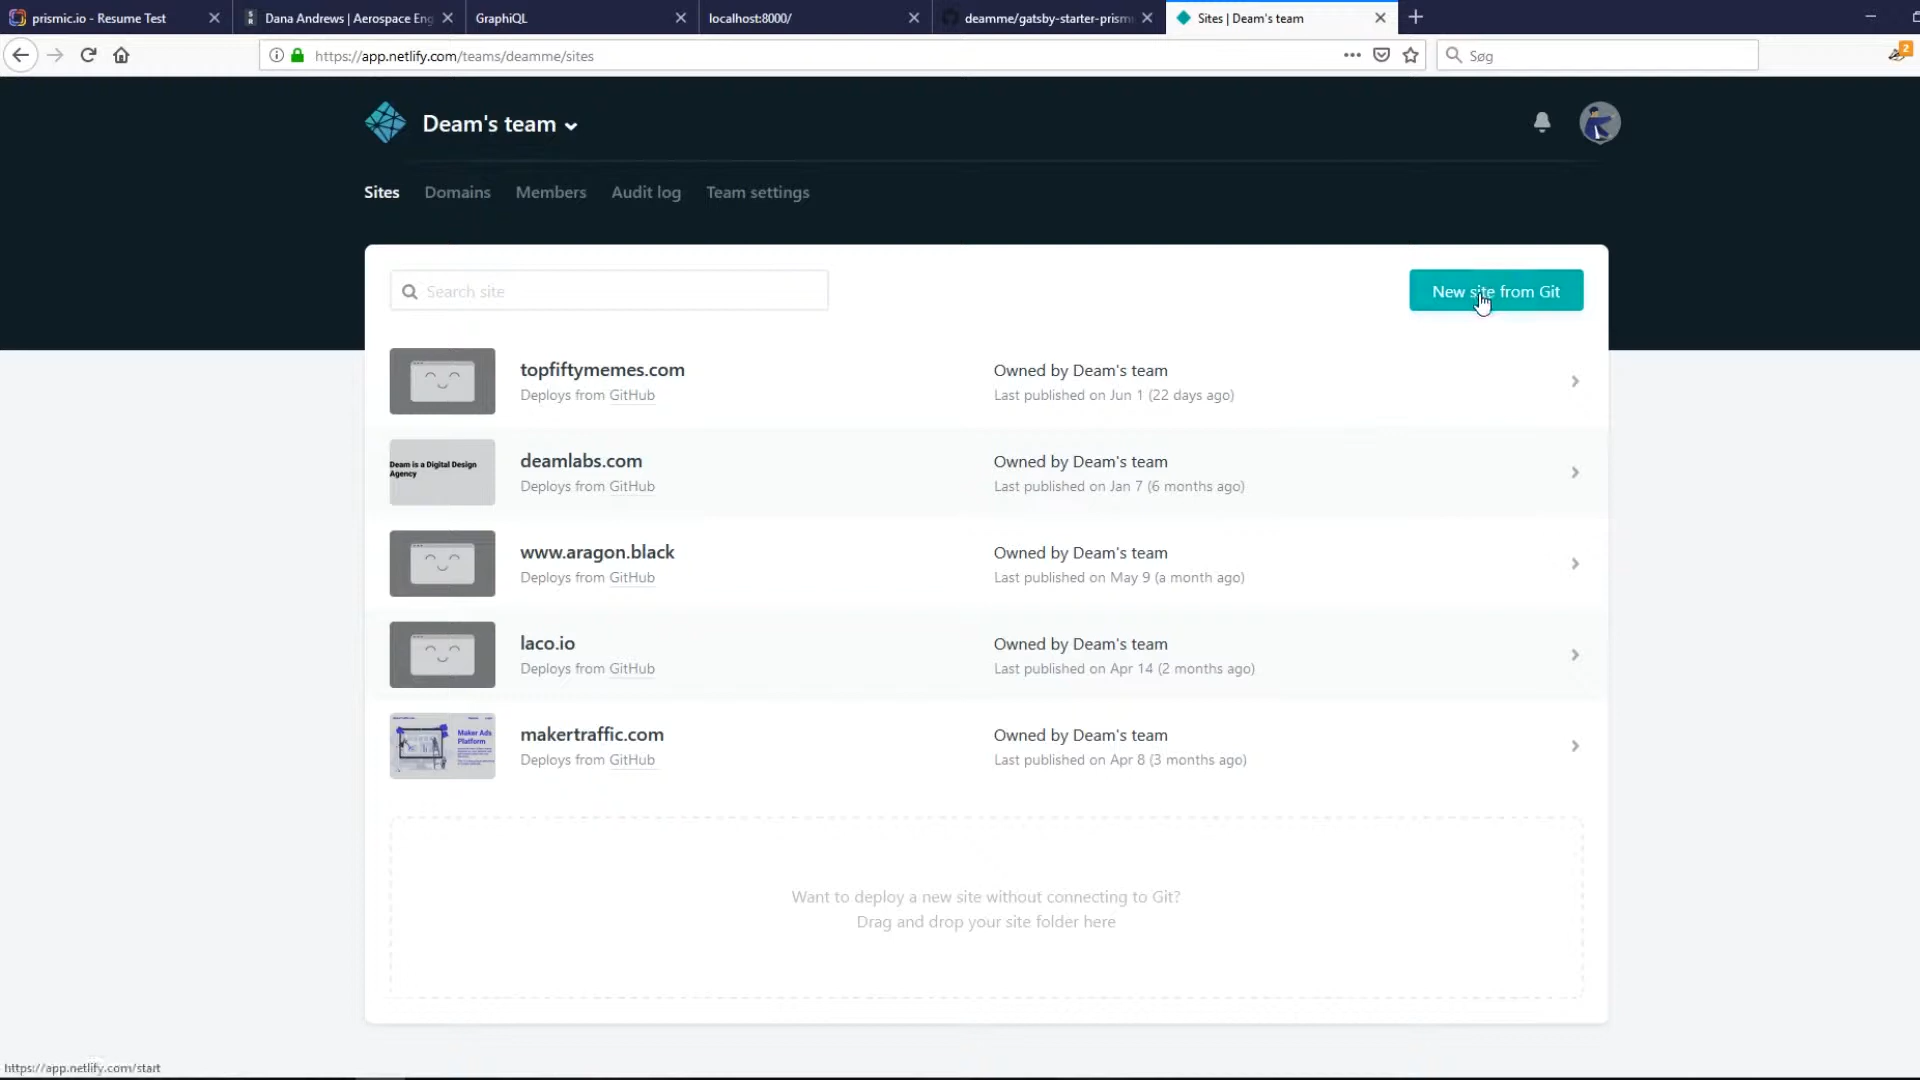 prismic.io - Resume Test
Dana Andrews | Aerospace Eng
GraphiQL
localhost:8000/
deamme/gatsby-starter-prism
Sites | Deam's team
https://app.netlify.com/teams/deamme/sites
Søg
2
Deam's team
Sites
Domains
Members
Audit log
Team settings
Search site
New site from Git
topfiftymemes.com
Deploys from GitHub
Owned by Deam's team
Last published on Jun 1 (22 days ago)
Deam is a Digital Design
Agency
deamlabs.com
Deploys from GitHub
Owned by Deam's team
Last published on Jan 7 (6 months ago)
www.aragon.black
Deploys from GitHub
Owned by Deam's team
Last published on May 9 (a month ago)
laco.io
Deploys from GitHub
Owned by Deam's team
Last published on Apr 14 (2 months ago)
Maker Ads
Platform
makertraffic.com
Deploys from GitHub
Owned by Deam's team
Last published on Apr 8 (3 months ago)
Want to deploy a new site without connecting to Git?
Drag and drop your site folder here
https://app.netlify.com/start